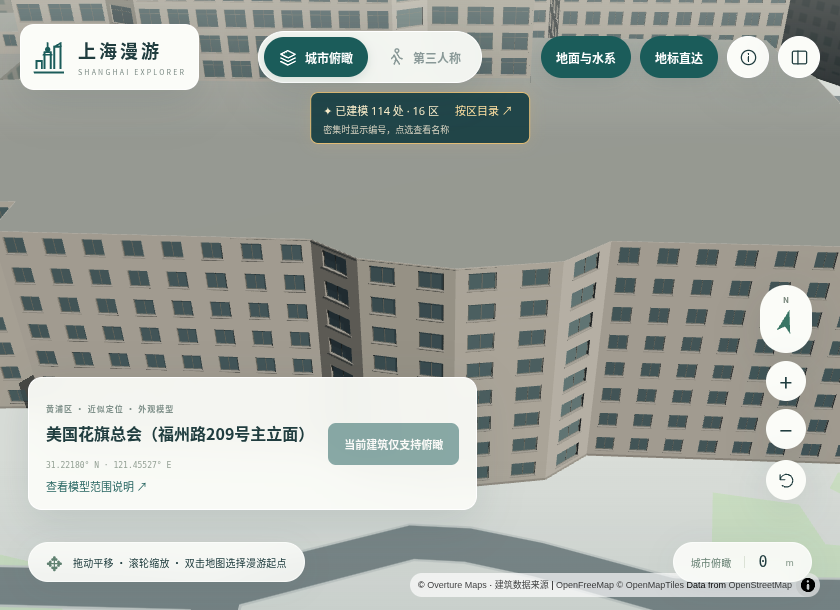 上海漫游
SHANGHAI EXPLORER
城市俯瞰
第三人称
地面与水系
地标直达
✦ 已建模 114 处 · 16 区 按区目录 ↗
密集时显示编号，点选查看名称
N
黄浦区 · 近似定位 · 外观模型
美国花旗总会（福州路209号主立面）
当前建筑仅支持俯瞰
31.22180° N · 121.45527° E
查看模型范围说明 ↗
拖动平移 · 滚轮缩放 · 双击地图选择漫游起点
城市俯瞰 0 m
© Overture Maps · 建筑数据来源 | OpenFreeMap © OpenMapTiles Data from OpenStreetMap